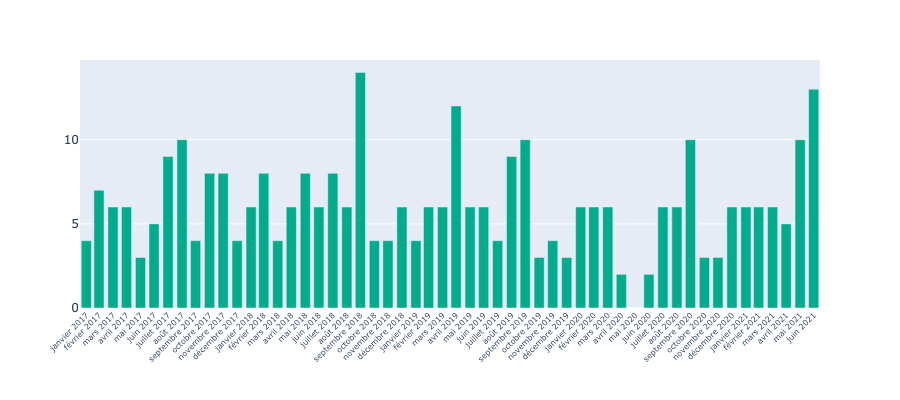 10
5
0
janvier 2017
février 2017
mars 2017
avril 2017
mai 2017
juin 2017
juillet 2017
août 2017
septembre 2017
octobre 2017
novembre 2017
décembre 2017
janvier 2018
février 2018
mars 2018
avril 2018
mai 2018
juin 2018
juillet 2018
août 2018
septembre 2018
octobre 2018
novembre 2018
décembre 2018
janvier 2019
février 2019
mars 2019
avril 2019
mai 2019
juin 2019
juillet 2019
août 2019
septembre 2019
octobre 2019
novembre 2019
décembre 2019
janvier 2020
février 2020
mars 2020
avril 2020
mai 2020
juin 2020
juillet 2020
août 2020
septembre 2020
octobre 2020
novembre 2020
décembre 2020
janvier 2021
février 2021
mars 2021
avril 2021
mai 2021
juin 2021